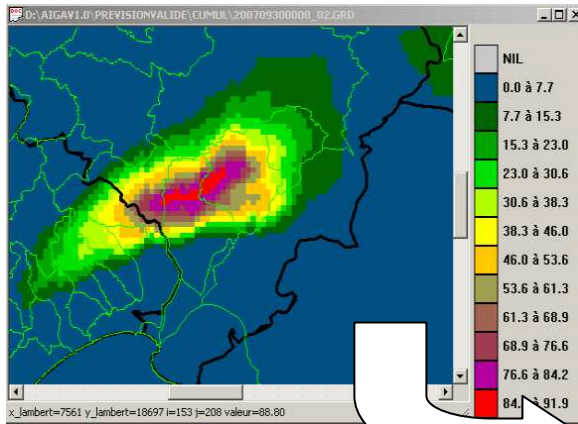 D:\AIGAV1.0\PREVISIONVALIDE\CUMUL\200709300000_02.GRD
NIL
0.0 à 7.7
7.7 à 15.3
15.3 à 23.0
23.0 à 30.6
30.6 à 38.3
38.3 à 46.0
46.0 à 53.6
53.6 à 61.3
61.3 à 68.9
68.9 à 76.6
76.6 à 84.2
84. à 91.9
x_lambert=7561 y_lambert=18697 i=153 j=208 valeur=88.80